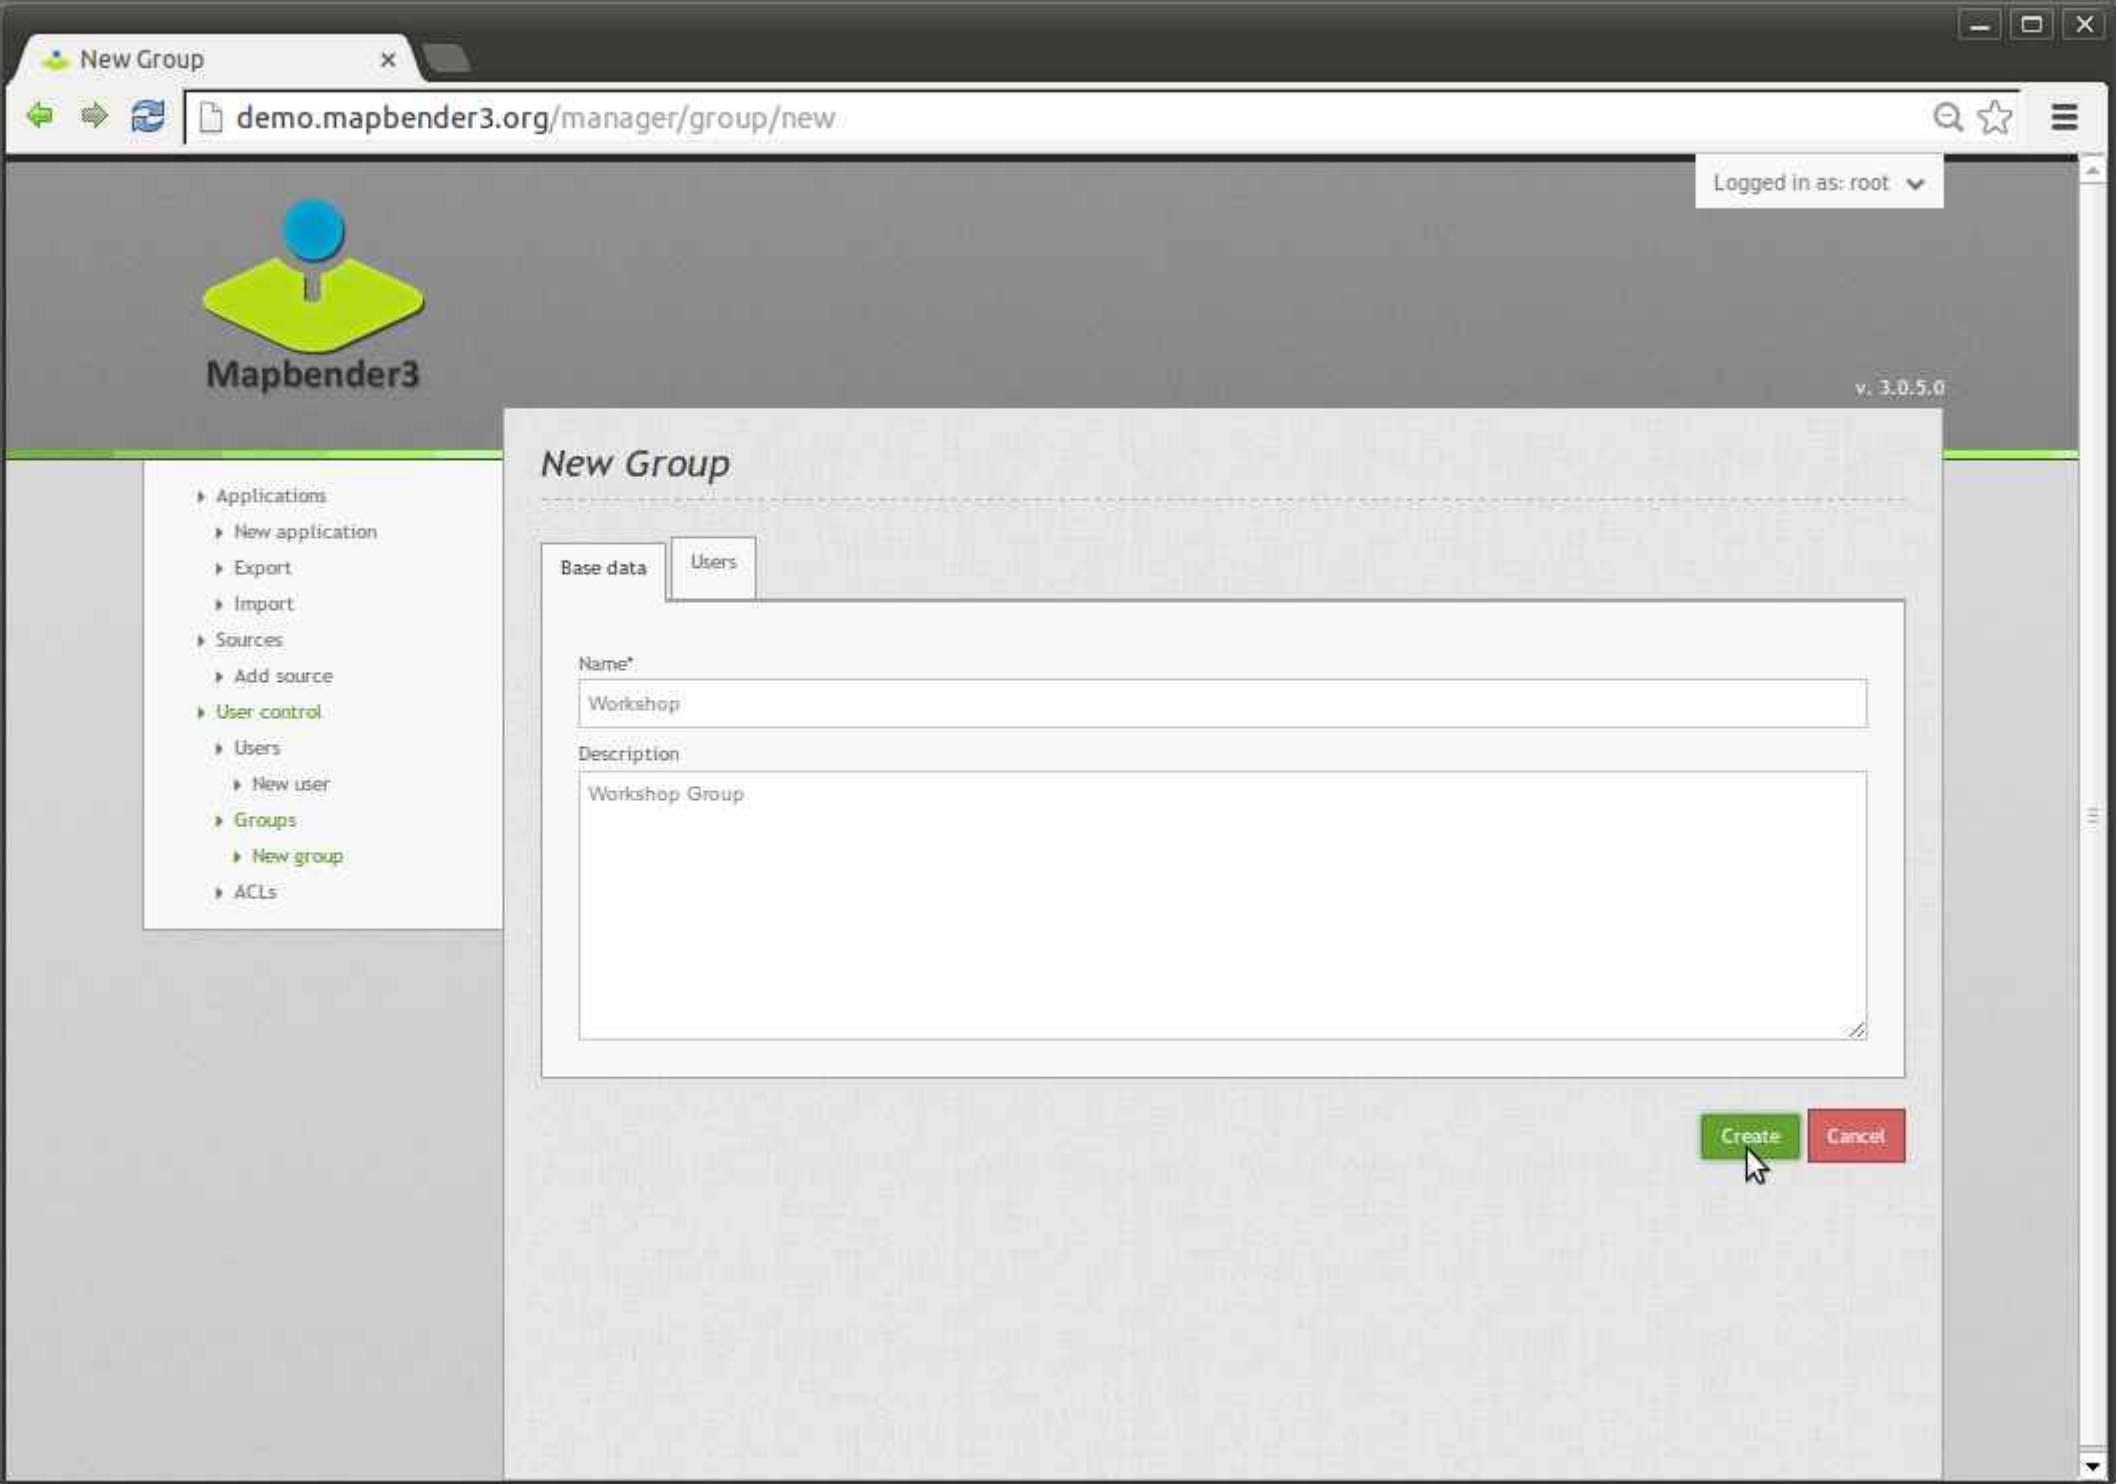 New Group
demo.mapbender3.org/manager/group/new
Logged in as: root
Mapbender3
v. 3.0.5.0
Applications
New application
Export
Import
Sources
Add source
User control
Users
New user
Groups
New group
ACLs
New Group
Base data
Users
Name*
Workshop
Description
Workshop Group
Create
Cancel